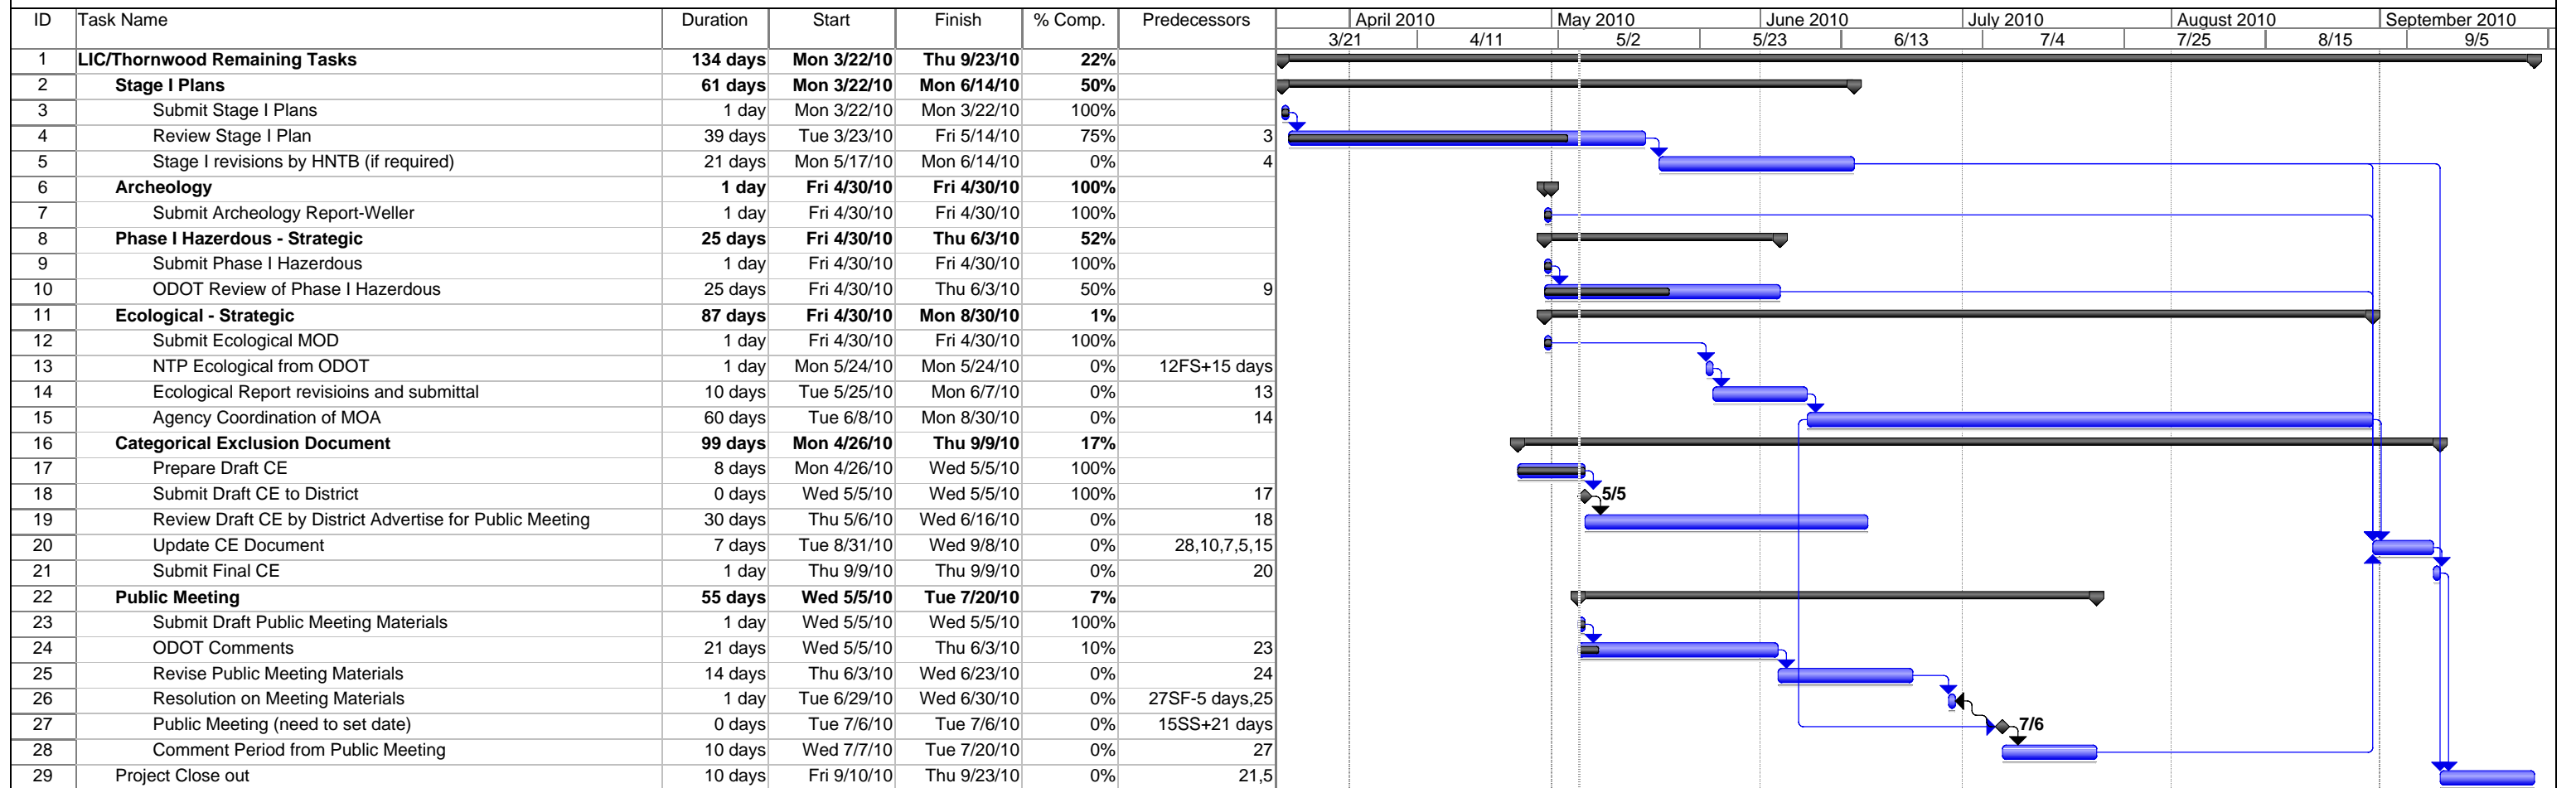 ID Task Name Duration Start Finish % Comp. Predecessors April 2010 May 2010 June 2010 July 2010 August 2010 September 2010
3/21 4/11 5/2 5/23 6/13 7/4 7/25 8/15 9/5
1 LIC/Thornwood Remaining Tasks 134 days Mon 3/22/10 Thu 9/23/10 22%
2 Stage I Plans 61 days Mon 3/22/10 Mon 6/14/10 50%
3 Submit Stage I Plans 1 day Mon 3/22/10 Mon 3/22/10 100%
4 Review Stage I Plan 39 days Tue 3/23/10 Fri 5/14/10 75% 3
5 Stage I revisions by HNTB (if required) 21 days Mon 5/17/10 Mon 6/14/10 0% 4
6 Archeology 1 day Fri 4/30/10 Fri 4/30/10 100%
7 Submit Archeology Report-Weller 1 day Fri 4/30/10 Fri 4/30/10 100%
8 Phase I Hazerdous - Strategic 25 days Fri 4/30/10 Thu 6/3/10 52%
9 Submit Phase I Hazerdous 1 day Fri 4/30/10 Fri 4/30/10 100%
10 ODOT Review of Phase I Hazerdous 25 days Fri 4/30/10 Thu 6/3/10 50% 9
11 Ecological - Strategic 87 days Fri 4/30/10 Mon 8/30/10 1%
12 Submit Ecological MOD 1 day Fri 4/30/10 Fri 4/30/10 100%
13 NTP Ecological from ODOT 1 day Mon 5/24/10 Mon 5/24/10 0% 12FS+15 days
14 Ecological Report revisioins and submittal 10 days Tue 5/25/10 Mon 6/7/10 0% 13
15 Agency Coordination of MOA 60 days Tue 6/8/10 Mon 8/30/10 0% 14
16 Categorical Exclusion Document 99 days Mon 4/26/10 Thu 9/9/10 17%
17 Prepare Draft CE 8 days Mon 4/26/10 Wed 5/5/10 100%
18 Submit Draft CE to District 0 days Wed 5/5/10 Wed 5/5/10 100% 17 5/5
19 Review Draft CE by District Advertise for Public Meeting 30 days Thu 5/6/10 Wed 6/16/10 0% 18
20 Update CE Document 7 days Tue 8/31/10 Wed 9/8/10 0% 28,10,7,5,15
21 Submit Final CE 1 day Thu 9/9/10 Thu 9/9/10 0% 20
22 Public Meeting 55 days Wed 5/5/10 Tue 7/20/10 7%
23 Submit Draft Public Meeting Materials 1 day Wed 5/5/10 Wed 5/5/10 100%
24 ODOT Comments 21 days Wed 5/5/10 Thu 6/3/10 10% 23
25 Revise Public Meeting Materials 14 days Thu 6/3/10 Wed 6/23/10 0% 24
26 Resolution on Meeting Materials 1 day Tue 6/29/10 Wed 6/30/10 0% 27SF-5 days,25
27 Public Meeting (need to set date) 0 days Tue 7/6/10 Tue 7/6/10 0% 15SS+21 days 7/6
28 Comment Period from Public Meeting 10 days Wed 7/7/10 Tue 7/20/10 0% 27
29 Project Close out 10 days Fri 9/10/10 Thu 9/23/10 0% 21,5